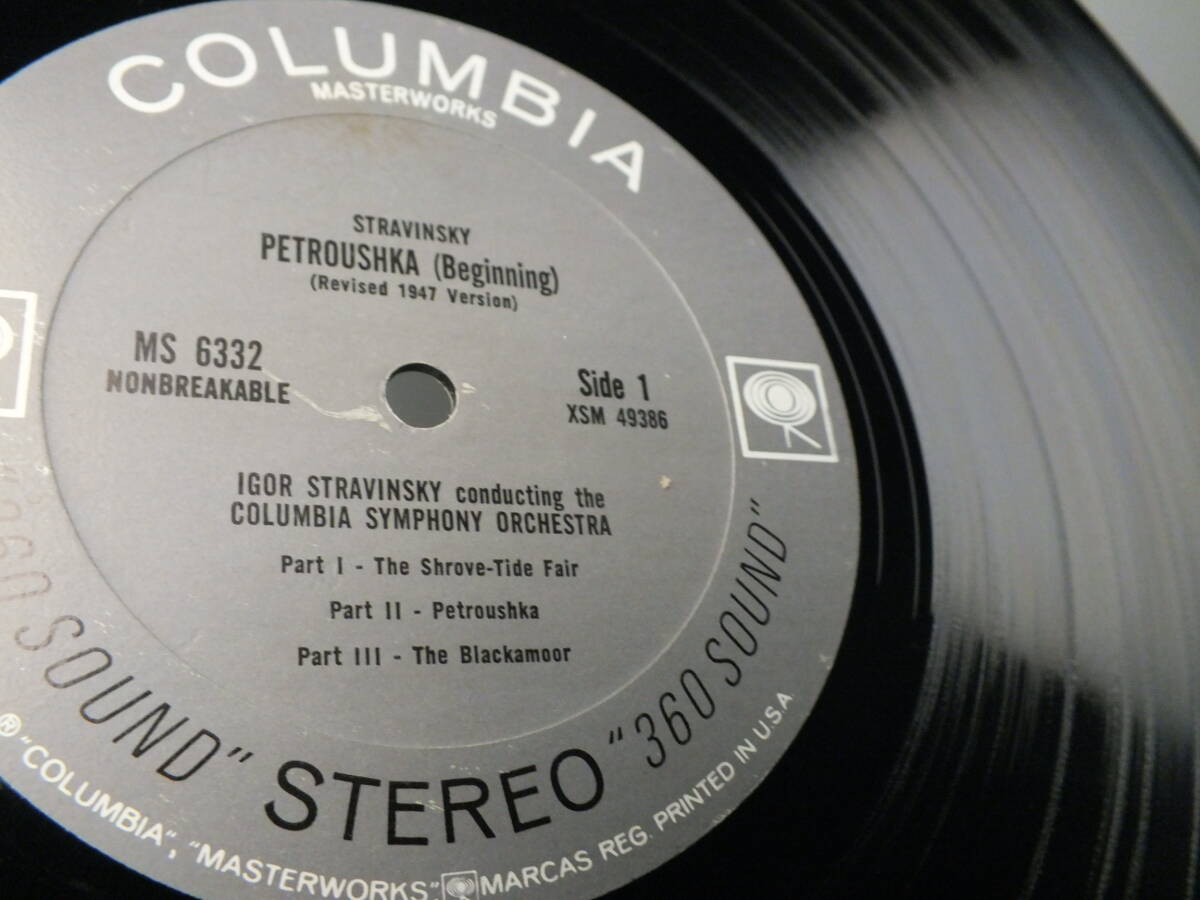 COLUMBIA
MASTERWORKS
STRAVINSKY
PETROUSHKA (Beginning)
(Revised 1947 Version)
MS 6332
NONBREAKABLE
Side 1
XSM 49386
IGOR STRAVINSKY conducting the
COLUMBIA SYMPHONY ORCHESTRA
Part I - The Shrove-Tide Fair
Part II - Petroushka
Part III - The Blackamoor
360 SOUND" STEREO "360 SOUND"
® "COLUMBIA", "MASTERWORKS", MARCAS REG. PRINTED IN U.S.A